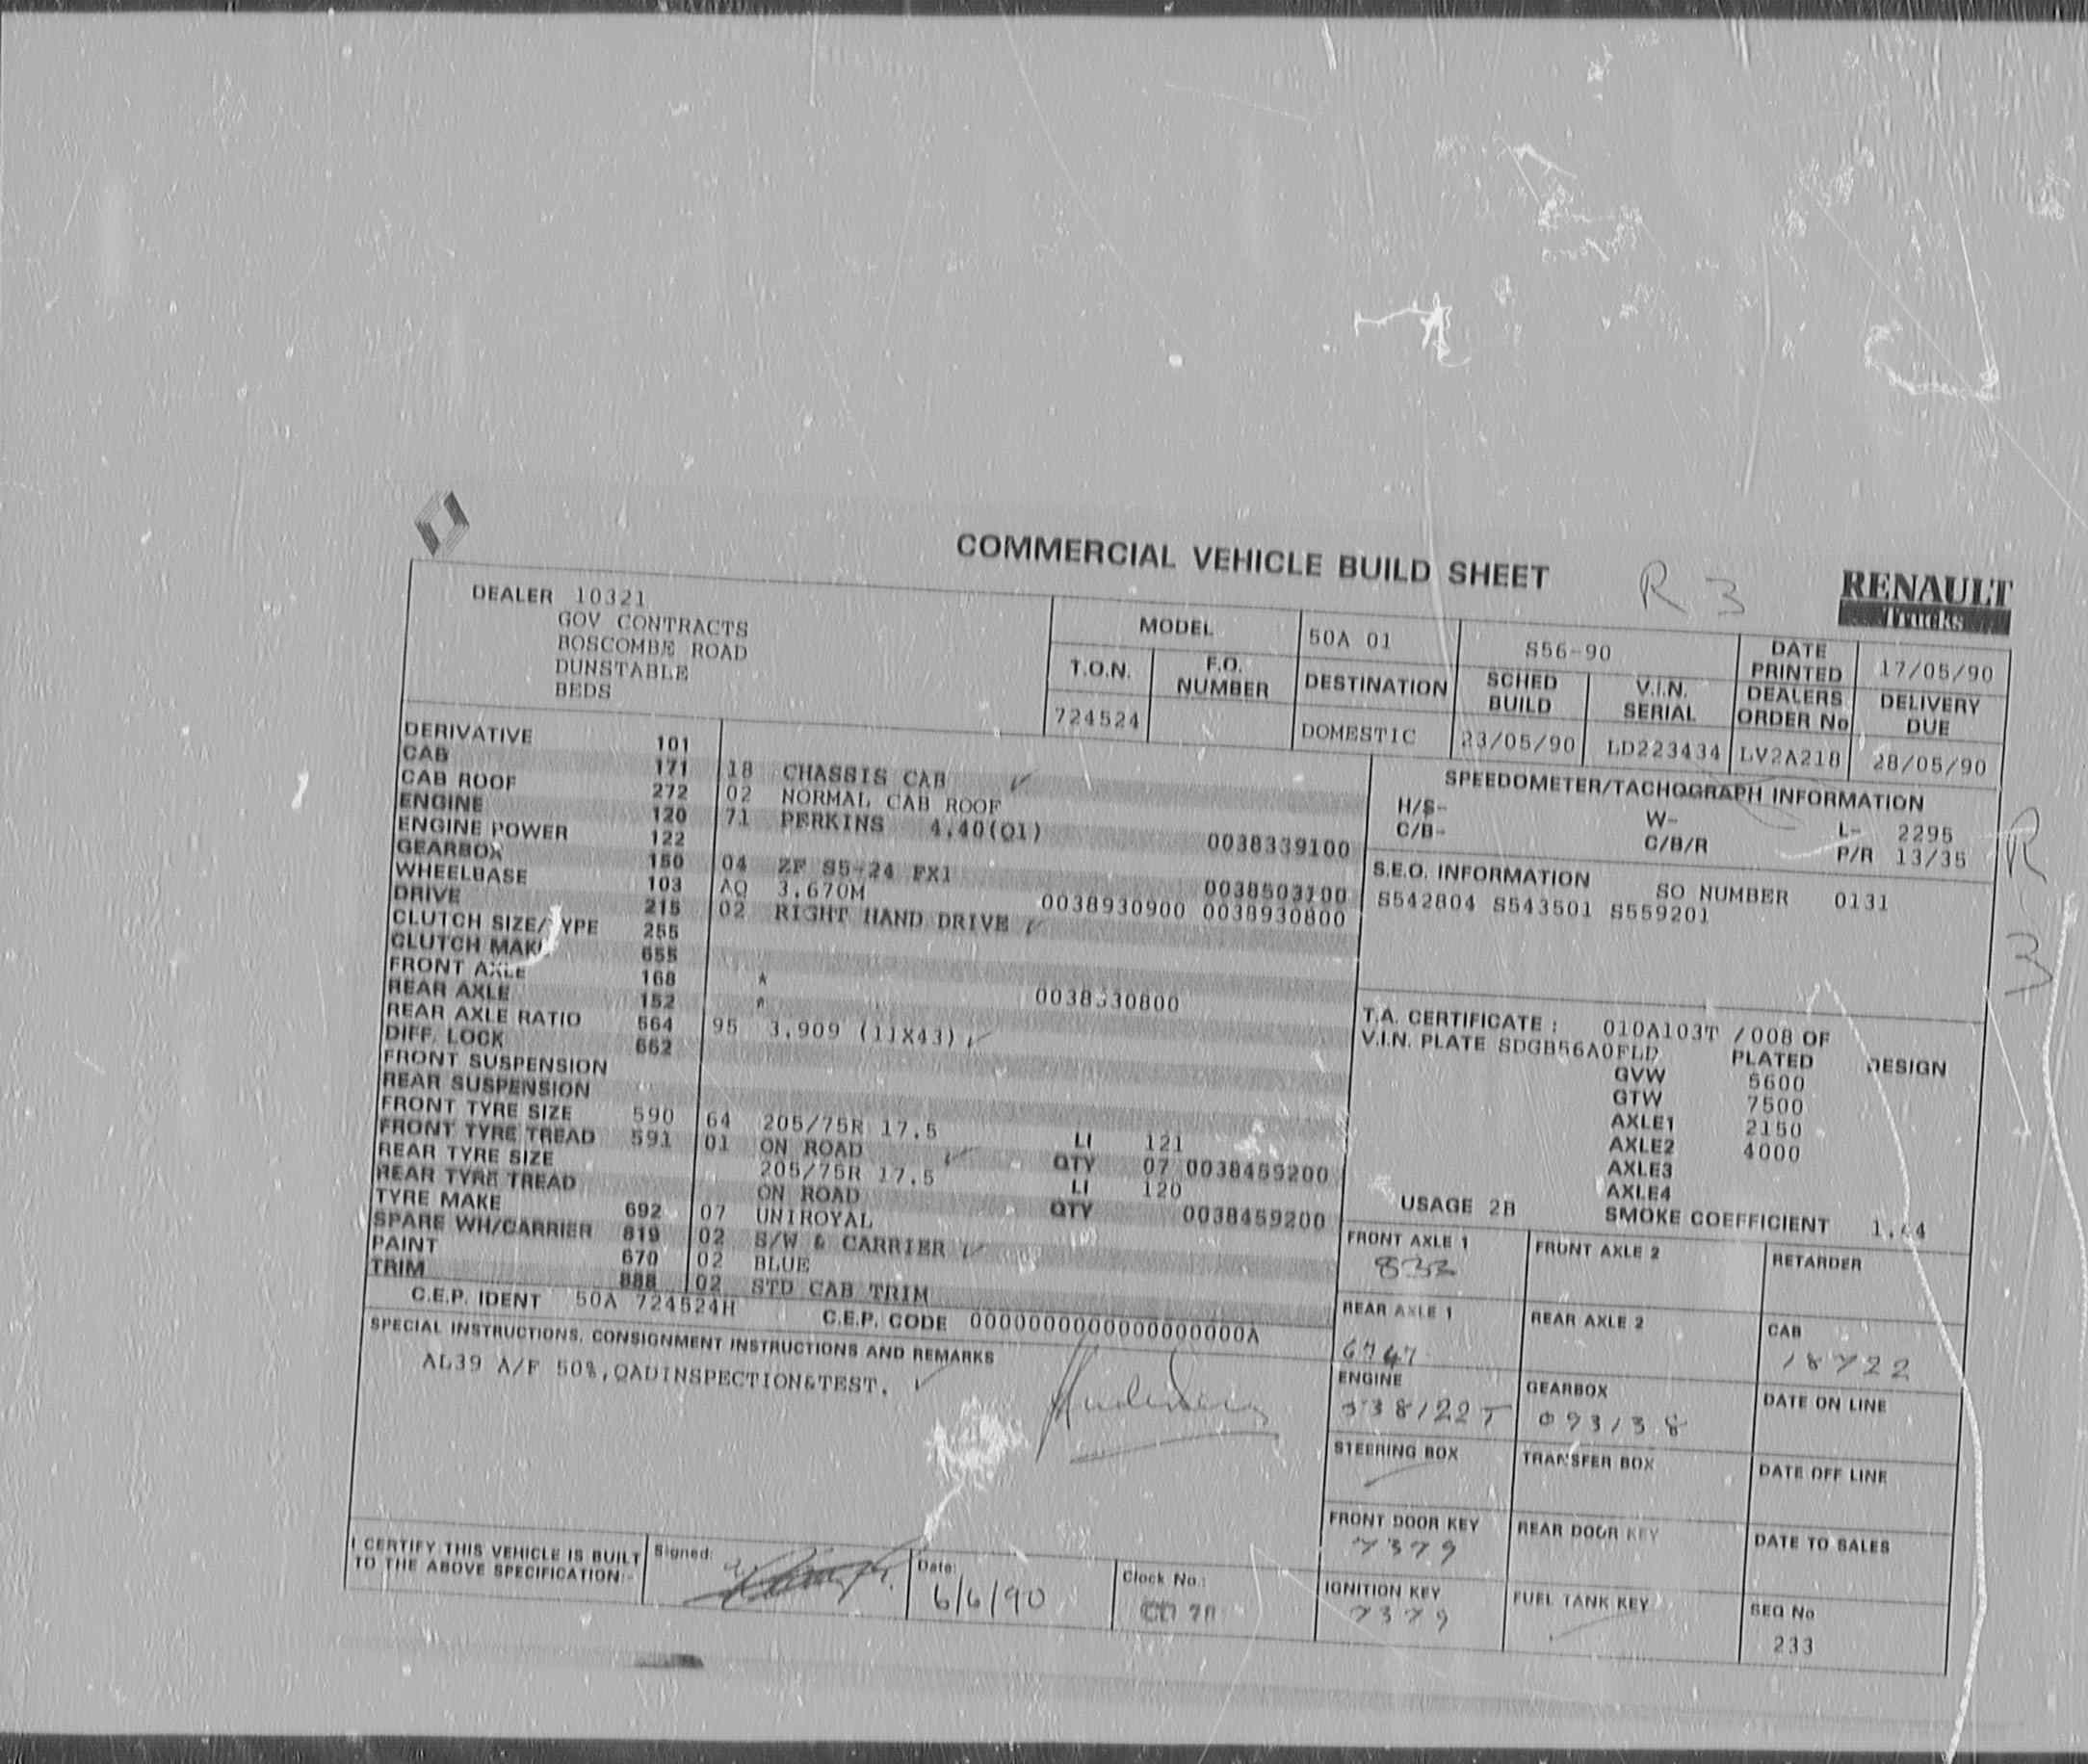 COMMERCIAL VEHICLE BUILD SHEET
R 3
RENAULT
Trucks
DEALER 10321
GOV CONTRACTS
BOSCOMBE ROAD
DUNSTABLE
BEDS
MODEL 50A 01 S56-90 DATE PRINTED 17/05/90
T.O.N. F.O. NUMBER DESTINATION SCHED BUILD V.I.N. SERIAL DEALERS ORDER No DELIVERY DUE
724524 DOMESTIC 23/05/90 LD223434 LV2A218 28/05/90
DERIVATIVE 101
CAB 171 18 CHASSIS CAB
CAB ROOF 272 02 NORMAL CAB ROOF
ENGINE 120 71 PERKINS 4.40(Q1) 0038339100
ENGINE POWER 122
GEARBOX 150 04 ZF S5-24 FX1 0038503100
WHEELBASE 103 AQ 3.670M 0038930900 0038930800
DRIVE 215 02 RIGHT HAND DRIVE
CLUTCH SIZE/TYPE 255
CLUTCH MAKE 655
FRONT AXLE 168 *
REAR AXLE 152 * 0038530800
REAR AXLE RATIO 564 95 3.909 (11X43)
DIFF. LOCK 662
FRONT SUSPENSION
REAR SUSPENSION
FRONT TYRE SIZE 590 64 205/75R 17.5 LI 121
FRONT TYRE TREAD 591 01 ON ROAD QTY 07 0038459200
REAR TYRE SIZE 205/75R 17.5 LI 120
REAR TYRE TREAD ON ROAD QTY 0038459200
TYRE MAKE 692 07 UNIROYAL
SPARE WH/CARRIER 819 02 S/W & CARRIER
PAINT 670 02 BLUE
TRIM 888 02 STD CAB TRIM
C.E.P. IDENT 50A 724524H C.E.P. CODE 0000000000000000000A
SPECIAL INSTRUCTIONS, CONSIGNMENT INSTRUCTIONS AND REMARKS
AL39 A/F 50%,QADINSPECTION&TEST.
I CERTIFY THIS VEHICLE IS BUILT
TO THE ABOVE SPECIFICATION:-
Signed:
Date: 6/6/90
Clock No.:
SPEEDOMETER/TACHOGRAPH INFORMATION
H/S- W- L- 2295
C/B- C/B/R P/R 13/35
S.E.O. INFORMATION SO NUMBER 0131
S542804 S543501 S559201
T.A. CERTIFICATE : 010A103T /008 OF
V.I.N. PLATE SDGB56A0FLD PLATED DESIGN
GVW 5600
GTW 7500
AXLE1 2150
AXLE2 4000
AXLE3
AXLE4
USAGE 2B SMOKE COEFFICIENT 1.44
FRONT AXLE 1 FRONT AXLE 2 RETARDER
832
REAR AXLE 1 REAR AXLE 2 CAB
6747 18722
ENGINE GEARBOX DATE ON LINE
093138
STEERING BOX TRANSFER BOX DATE OFF LINE
FRONT DOOR KEY REAR DOOR KEY DATE TO SALES
7379
IGNITION KEY FUEL TANK KEY SEQ No
7379 233
R
3